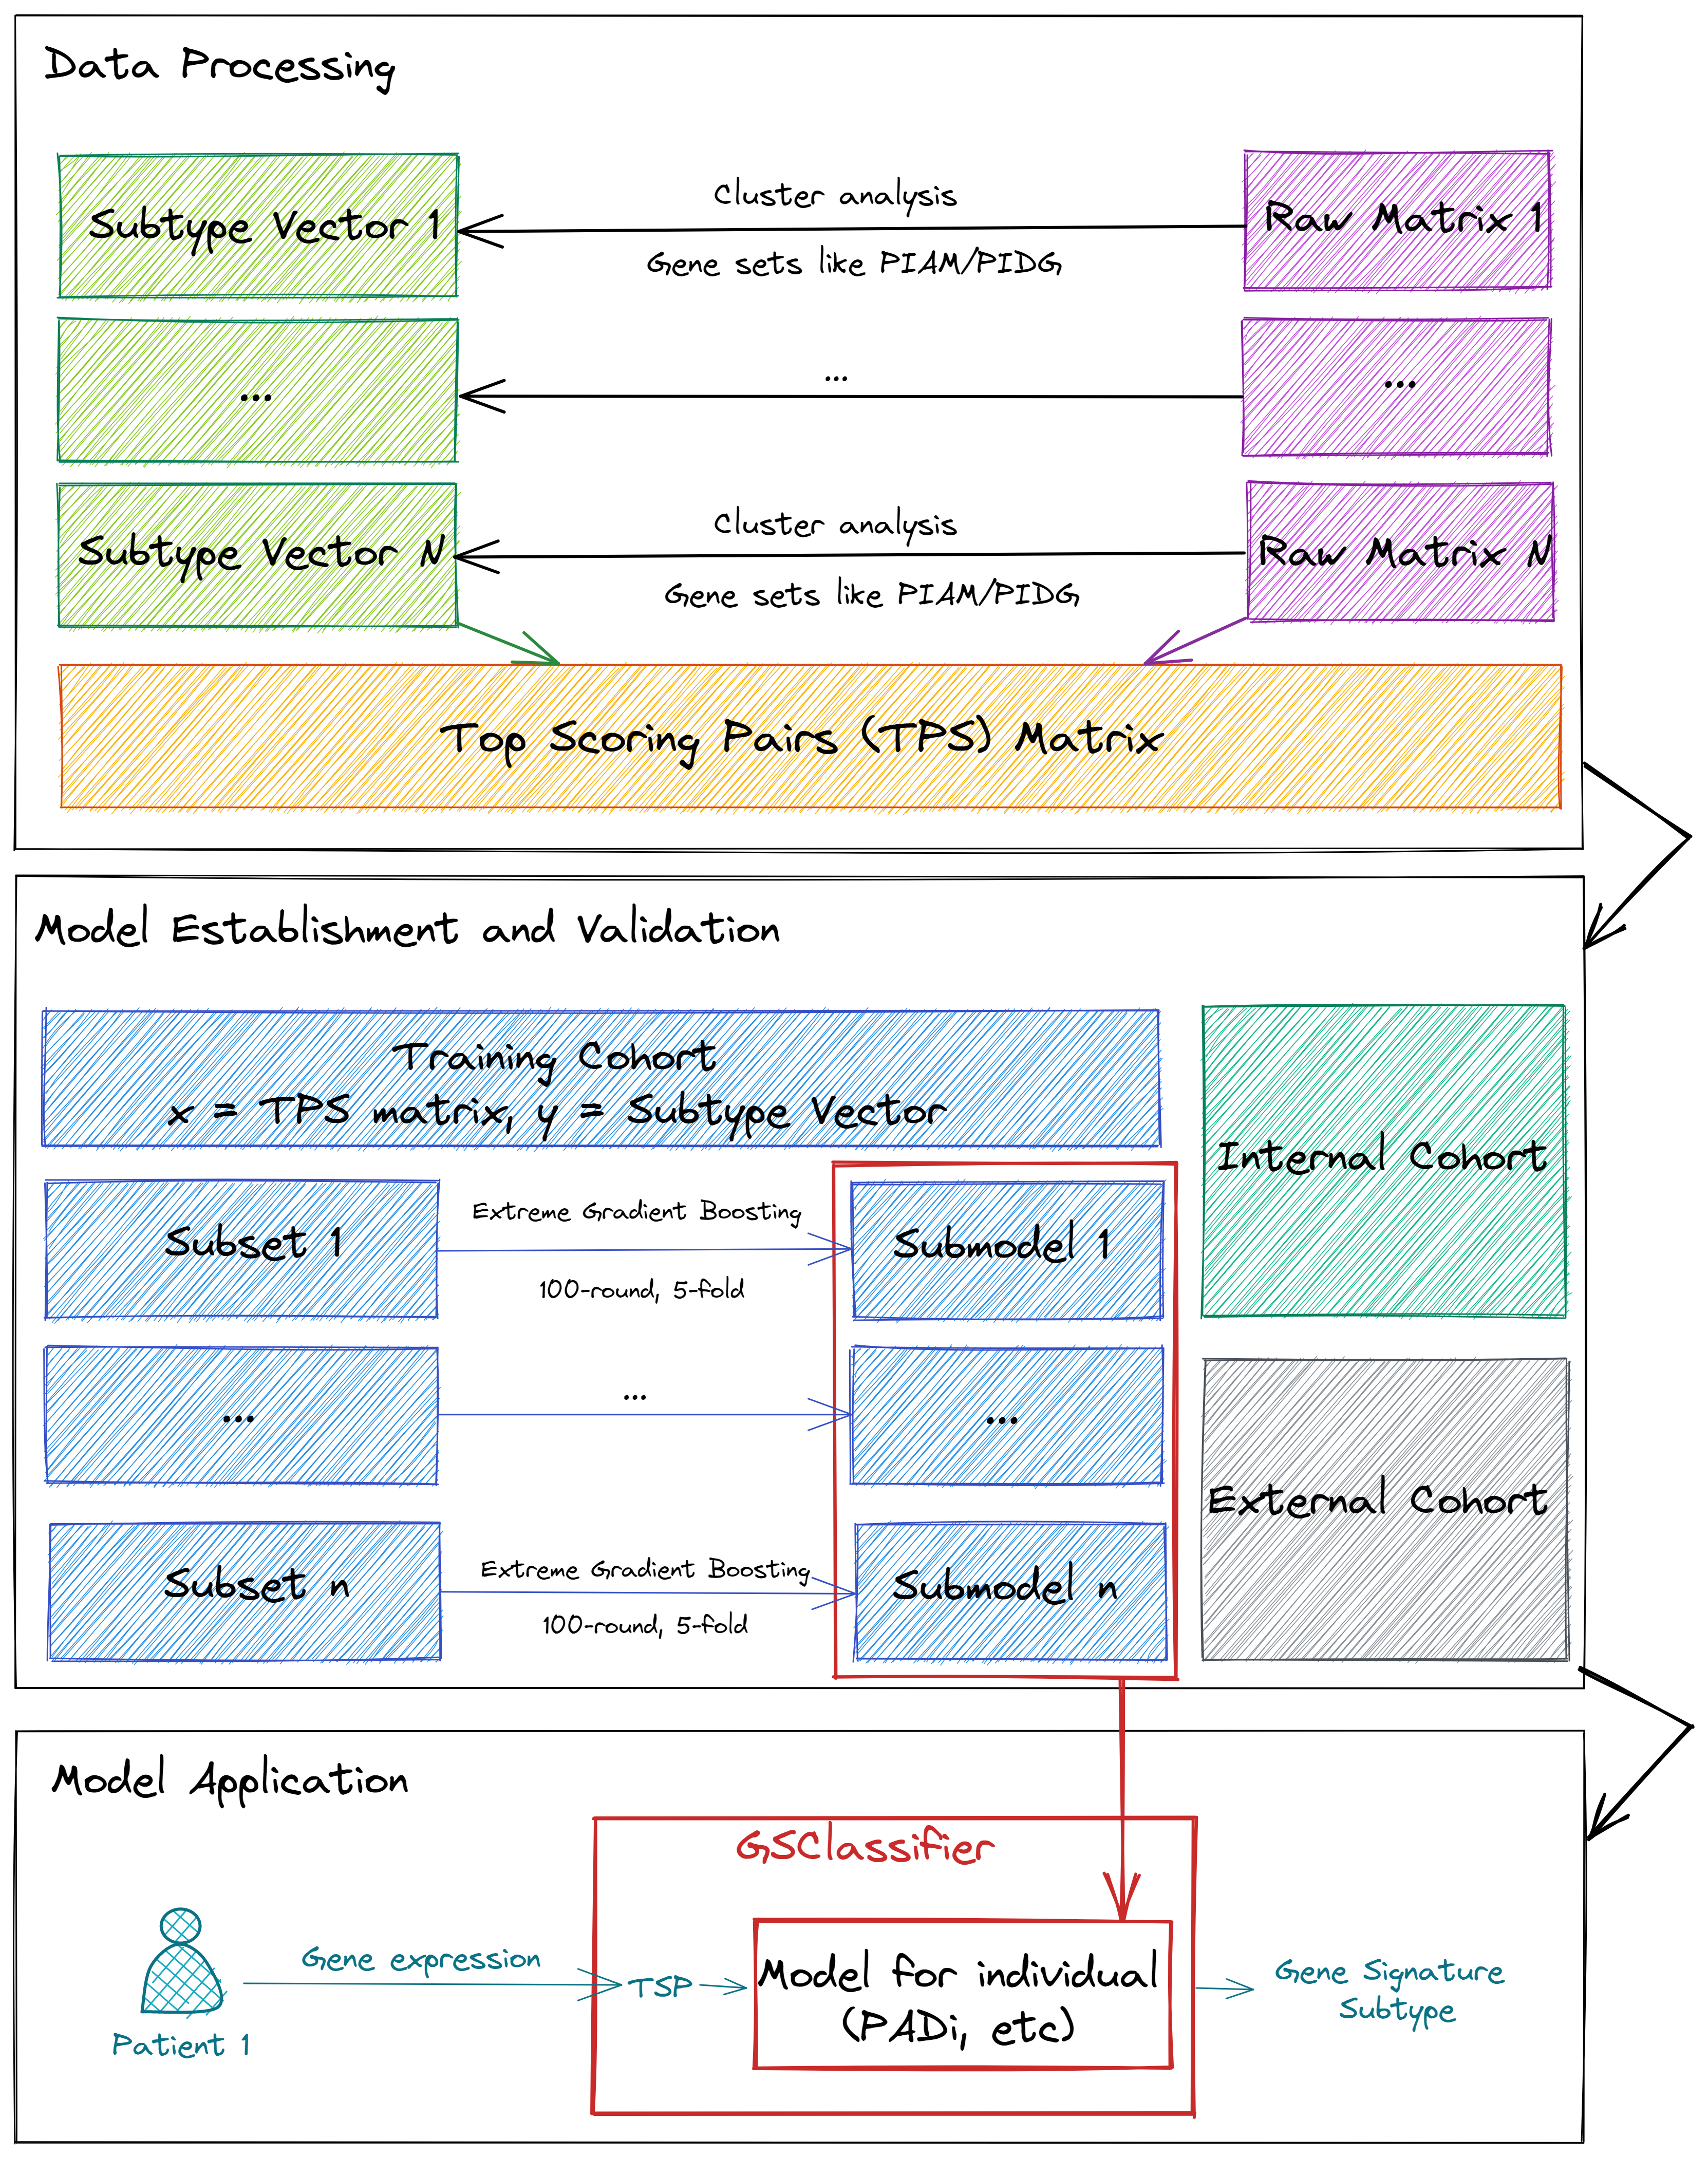 Data Processing
Subtype Vector 1
Cluster analysis
Gene sets like PIAM/PIDG
Raw Matrix 1
...
...
...
Subtype Vector N
Cluster analysis
Gene sets like PIAM/PIDG
Raw Matrix N
Top Scoring Pairs (TPS) Matrix
Model Establishment and Validation
Training Cohort
x = TPS matrix, y = Subtype Vector
Internal Cohort
Subset 1
Extreme Gradient Boosting
100-round, 5-fold
Submodel 1
...
...
...
External Cohort
Subset n
Extreme Gradient Boosting
100-round, 5-fold
Submodel n
Model Application
GSClassifier
Patient 1
Gene expression
TSP
Model for individual
(PADi, etc)
Gene Signature
Subtype